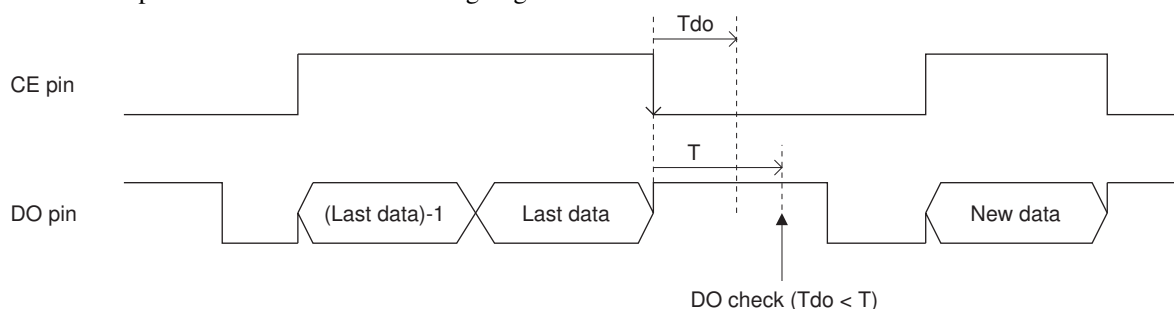 Tdo
CE pin
T
DO pin
(Last data)-1
Last data
New data
DO check (Tdo < T)